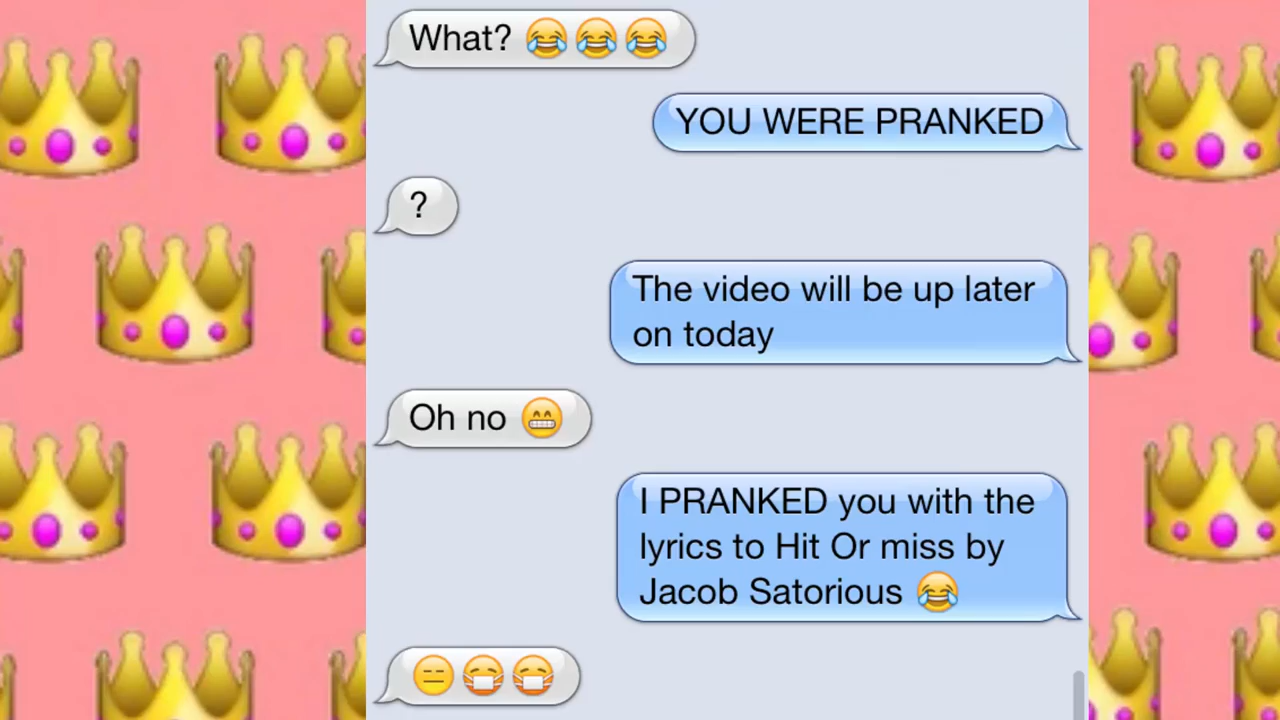 What? 😂😂😂
YOU WERE PRANKED
?
The video will be up later
on today
Oh no 😁
I PRANKED you with the
lyrics to Hit Or miss by
Jacob Satorious 😂
😑😷😷